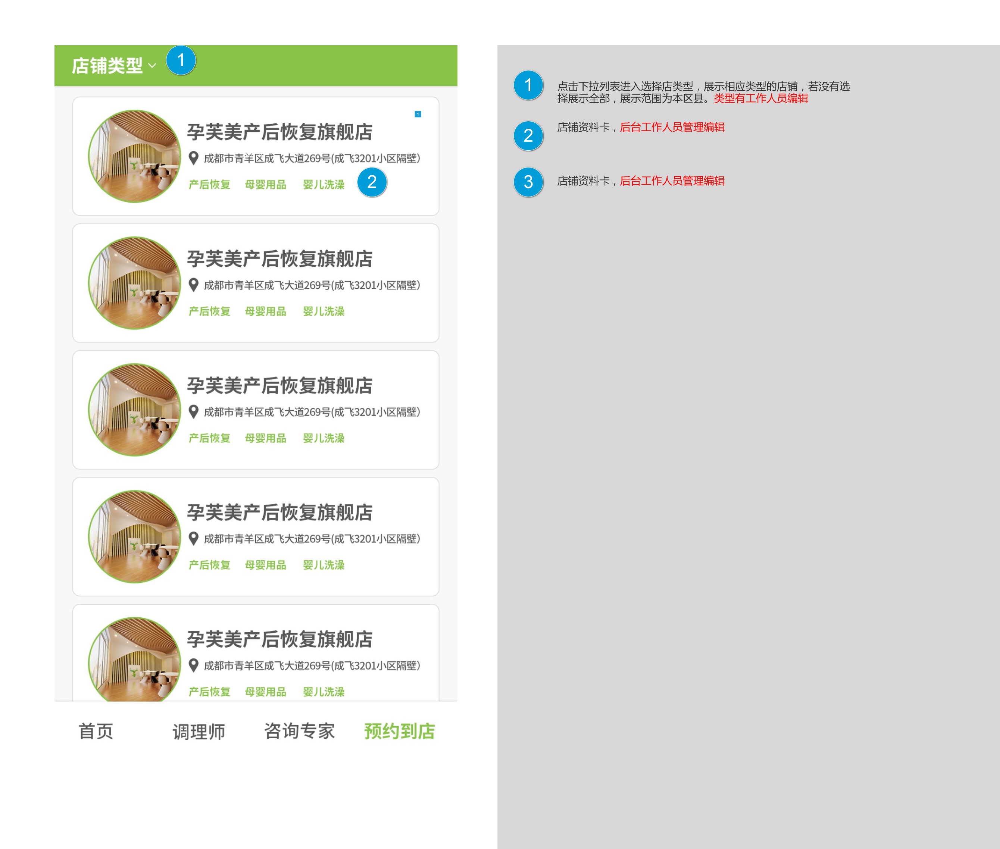 店铺类型
1
1
孕芙美产后恢复旗舰店
成都市青羊区成飞大道269号(成飞3201小区隔壁)
产后恢复 母婴用品 婴儿洗澡
2
孕芙美产后恢复旗舰店
成都市青羊区成飞大道269号(成飞3201小区隔壁)
产后恢复 母婴用品 婴儿洗澡
孕芙美产后恢复旗舰店
成都市青羊区成飞大道269号(成飞3201小区隔壁)
产后恢复 母婴用品 婴儿洗澡
孕芙美产后恢复旗舰店
成都市青羊区成飞大道269号(成飞3201小区隔壁)
产后恢复 母婴用品 婴儿洗澡
孕芙美产后恢复旗舰店
成都市青羊区成飞大道269号(成飞3201小区隔壁)
产后恢复 母婴用品 婴儿洗澡
首页 调理师 咨询专家 预约到店
1
点击下拉列表进入选择店类型，展示相应类型的店铺，若没有选
择展示全部，展示范围为本区县。类型有工作人员编辑
2
店铺资料卡，后台工作人员管理编辑
3
店铺资料卡，后台工作人员管理编辑